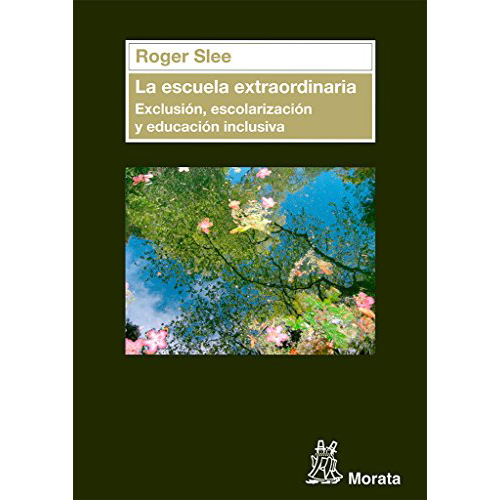 Roger Slee
La escuela extraordinaria
Exclusión, escolarización
y educación inclusiva
Morata